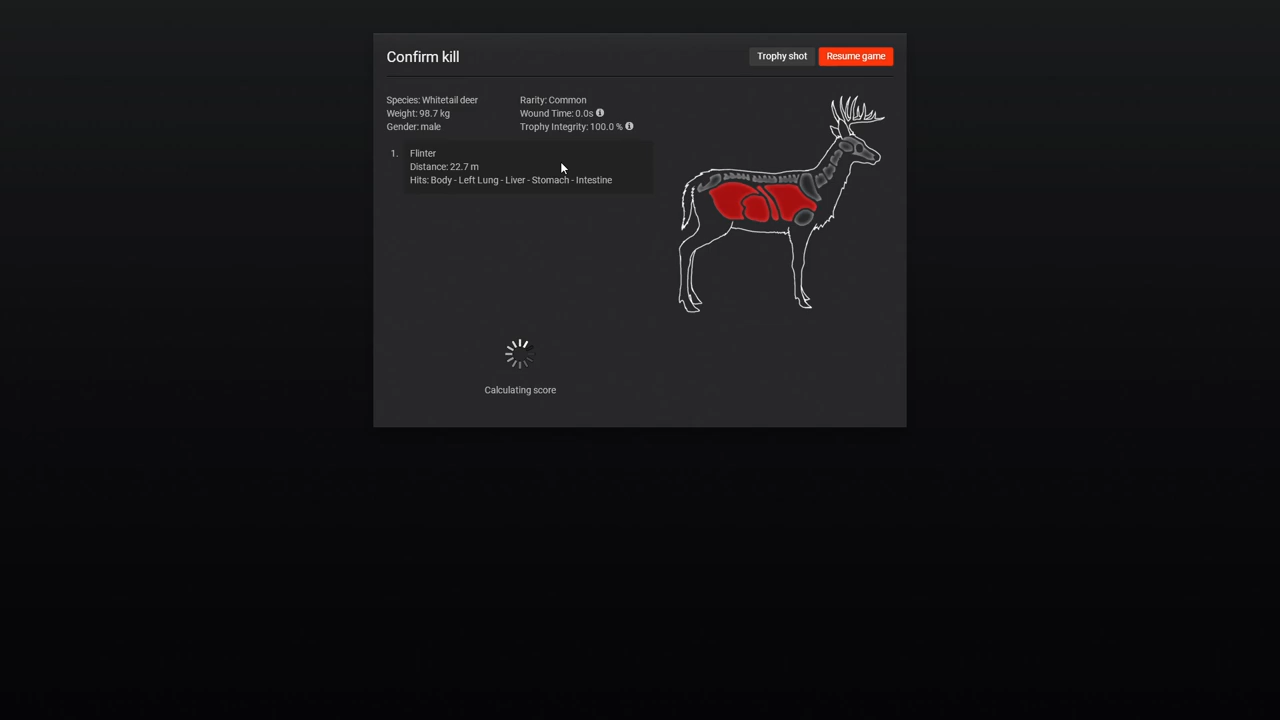 Confirm kill
Trophy shot
Resume game
Species: Whitetail deer
Rarity: Common
Weight: 98.7 kg
Wound Time: 0.0s
Gender: male
Trophy Integrity: 100.0 %
1. Flinter
Distance: 22.7 m
Hits: Body - Left Lung - Liver - Stomach - Intestine
Calculating score